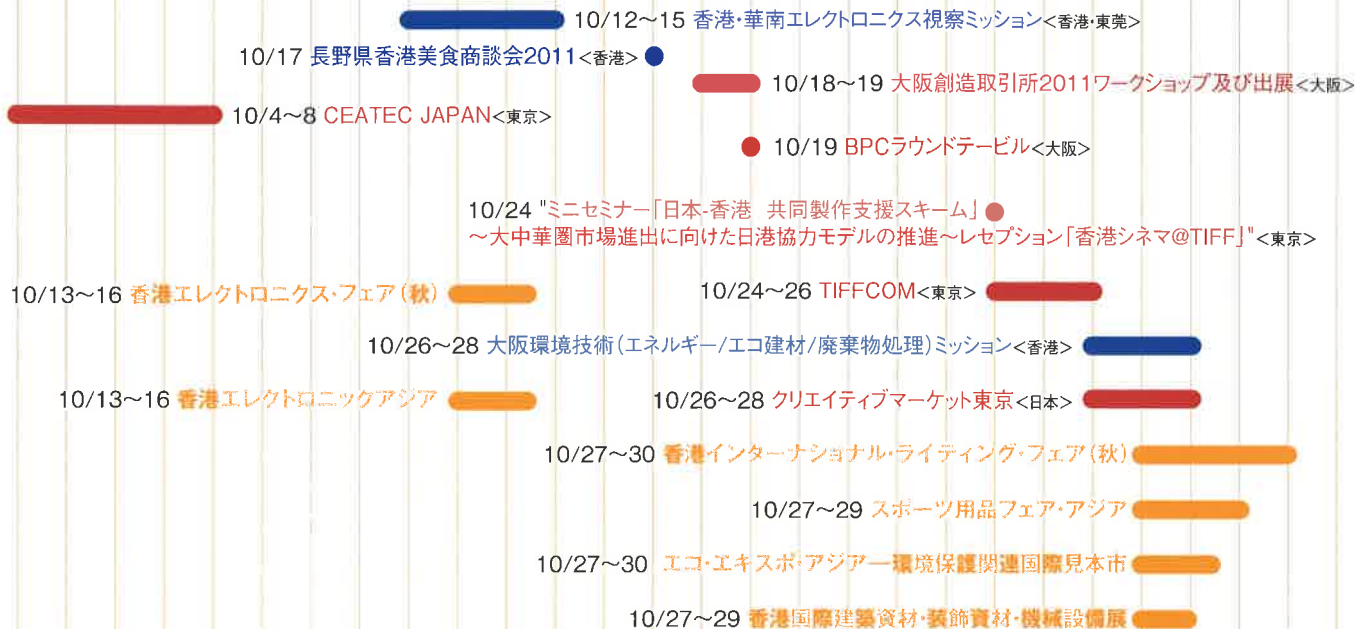 10/12～15 香港・華南エレクトロニクス視察ミッション<香港・東莞>
10/17 長野県香港美食商談会2011<香港>
10/18～19 大阪創造取引所2011ワークショップ及び出展<大阪>
10/4～8 CEATEC JAPAN<東京>
10/19 BPCラウンドテービル<大阪>
10/24 "ミニセミナー「日本-香港　共同製作支援スキーム」
～大中華圏市場進出に向けた日港協力モデルの推進～レセプション「香港シネマ@TIFF」"<東京>
10/13～16 香港エレクトロニクス・フェア(秋)
10/24～26 TIFFCOM<東京>
10/26～28 大阪環境技術(エネルギー/エコ建材/廃棄物処理)ミッション<香港>
10/13～16 香港エレクトロニックアジア
10/26～28 クリエイティブマーケット東京<日本>
10/27～30 香港インターナショナル・ライティング・フェア(秋)
10/27～29 スポーツ用品フェア・アジア
10/27～30 エコ・エキスポ・アジアー環境保護関連国際見本市
10/27～29 香港国際建築資材・装飾資材・機械設備展